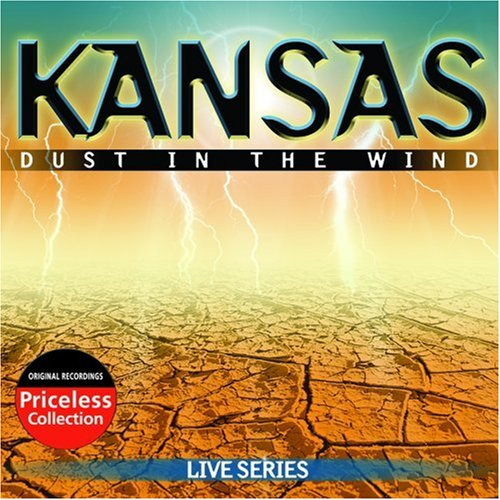 KANSAS
DUST IN THE WIND
ORIGINAL RECORDINGS
Priceless
Collection
LIVE SERIES